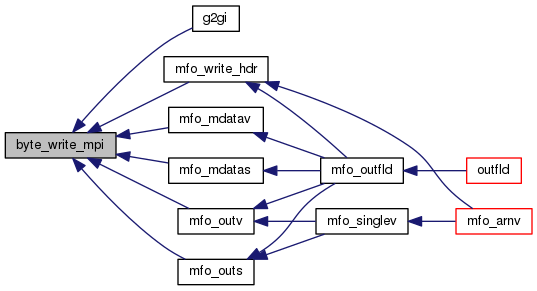 g2gi
mfo_write_hdr
mfo_mdatav
byte_write_mpi
mfo_mdatas
mfo_outfld
outfld
mfo_outv
mfo_singlev
mfo_arnv
mfo_outs